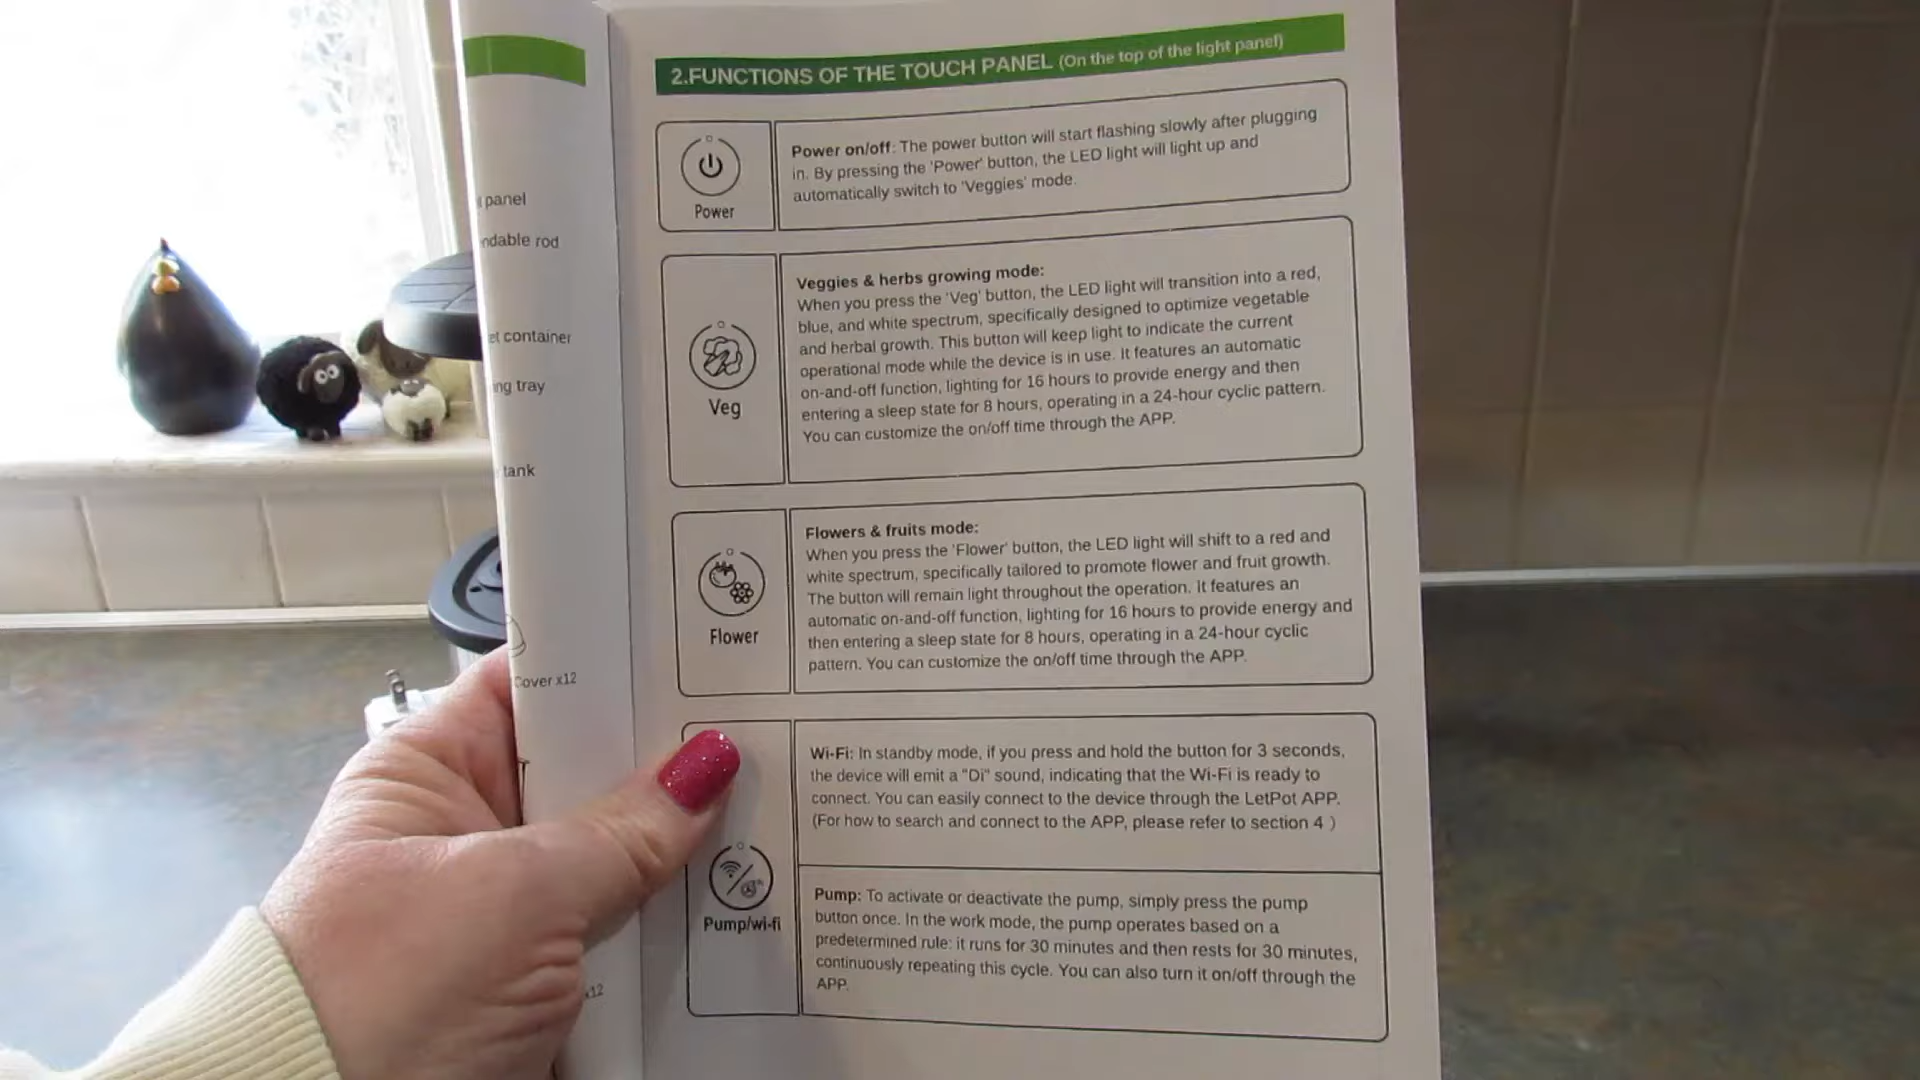 panel
ndable rod
et container
ng tray
tank
Cover x12
x12
2.FUNCTIONS OF THE TOUCH PANEL (On the top of the light panel)
Power
Power on/off: The power button will start flashing slowly after plugging
in. By pressing the 'Power' button, the LED light will light up and
automatically switch to 'Veggies' mode.
Veg
Veggies & herbs growing mode:
When you press the 'Veg' button, the LED light will transition into a red,
blue, and white spectrum, specifically designed to optimize vegetable
and herbal growth. This button will keep light to indicate the current
operational mode while the device is in use. It features an automatic
on-and-off function, lighting for 16 hours to provide energy and then
entering a sleep state for 8 hours, operating in a 24-hour cyclic pattern.
You can customize the on/off time through the APP.
Flower
Flowers & fruits mode:
When you press the 'Flower' button, the LED light will shift to a red and
white spectrum, specifically tailored to promote flower and fruit growth.
The button will remain light throughout the operation. It features an
automatic on-and-off function, lighting for 16 hours to provide energy and
then entering a sleep state for 8 hours, operating in a 24-hour cyclic
pattern. You can customize the on/off time through the APP.
Pump/wi-fi
Wi-Fi: In standby mode, if you press and hold the button for 3 seconds,
the device will emit a "Di" sound, indicating that the Wi-Fi is ready to
connect. You can easily connect to the device through the LetPot APP.
(For how to search and connect to the APP, please refer to section 4 )
Pump: To activate or deactivate the pump, simply press the pump
button once. In the work mode, the pump operates based on a
predetermined rule: it runs for 30 minutes and then rests for 30 minutes,
continuously repeating this cycle. You can also turn it on/off through the
APP.